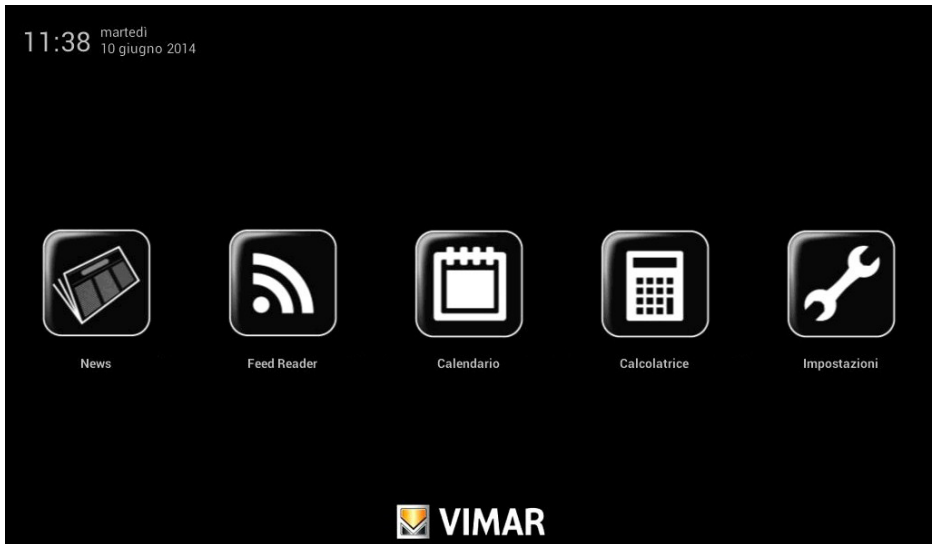 11:38
martedì
10 giugno 2014
News
Feed Reader
Calendario
Calcolatrice
Impostazioni
VIMAR